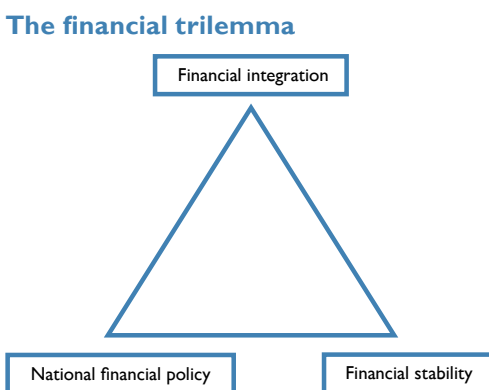 The financial trilemma
Financial integration
National financial policy
Financial stability